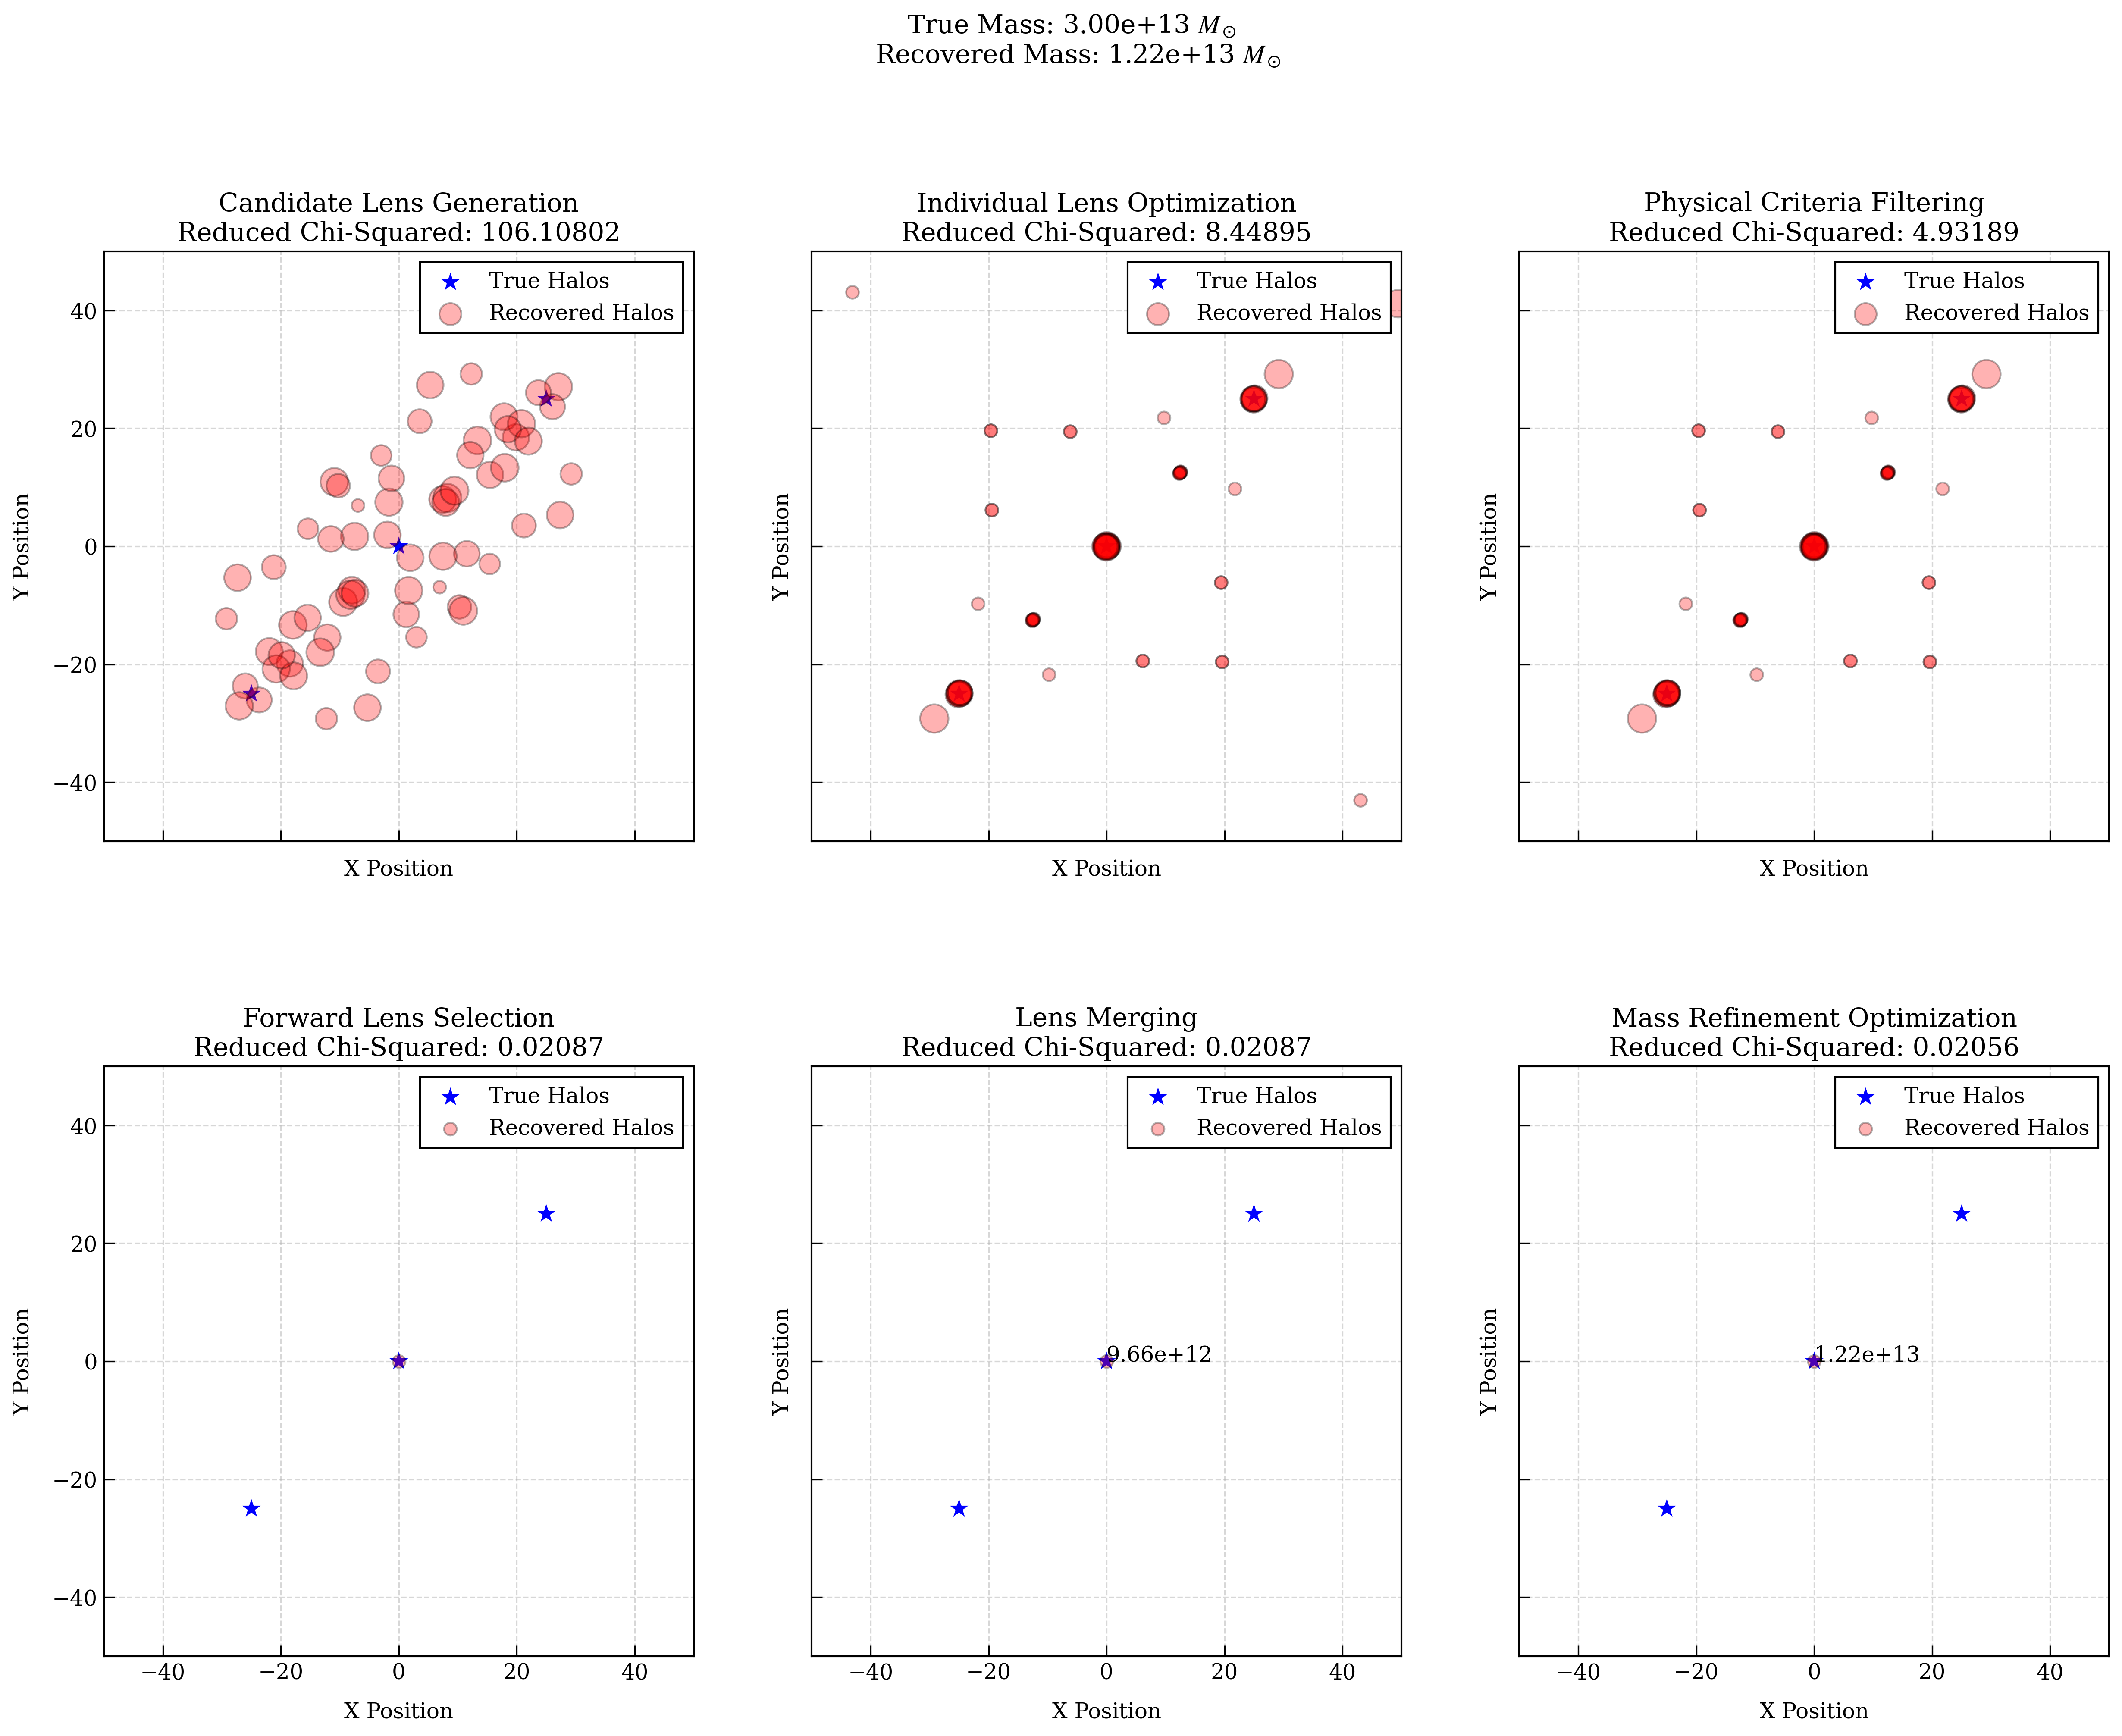 True Mass: 3.00e+13 M⊙
Recovered Mass: 1.22e+13 M⊙
Candidate Lens Generation
Reduced Chi-Squared: 106.10802
True Halos
Recovered Halos
40
20
0
−20
−40
Y Position
X Position
Individual Lens Optimization
Reduced Chi-Squared: 8.44895
True Halos
Recovered Halos
Y Position
X Position
Physical Criteria Filtering
Reduced Chi-Squared: 4.93189
True Halos
Recovered Halos
Y Position
X Position
Forward Lens Selection
Reduced Chi-Squared: 0.02087
True Halos
Recovered Halos
40
20
0
−20
−40
Y Position
−40 −20 0 20 40
X Position
Lens Merging
Reduced Chi-Squared: 0.02087
True Halos
Recovered Halos
9.66e+12
Y Position
−40 −20 0 20 40
X Position
Mass Refinement Optimization
Reduced Chi-Squared: 0.02056
True Halos
Recovered Halos
1.22e+13
Y Position
−40 −20 0 20 40
X Position